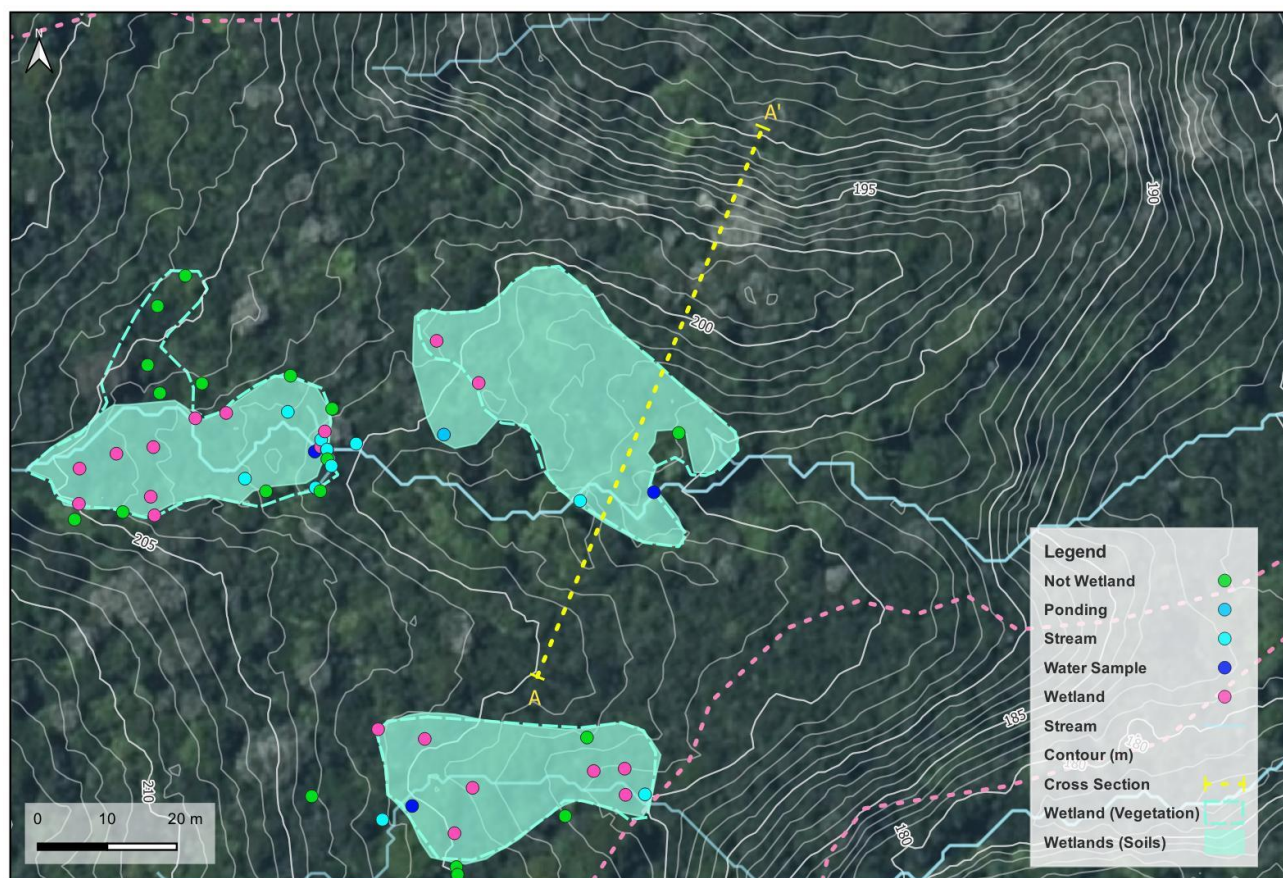 N
A'
195
190
200
205
A
Legend
Not Wetland
Ponding
Stream
Water Sample
Wetland
Stream
Contour (m)
Cross Section
Wetland (Vegetation)
Wetlands (Soils)
185
180
180
180
210
0 10 20 m